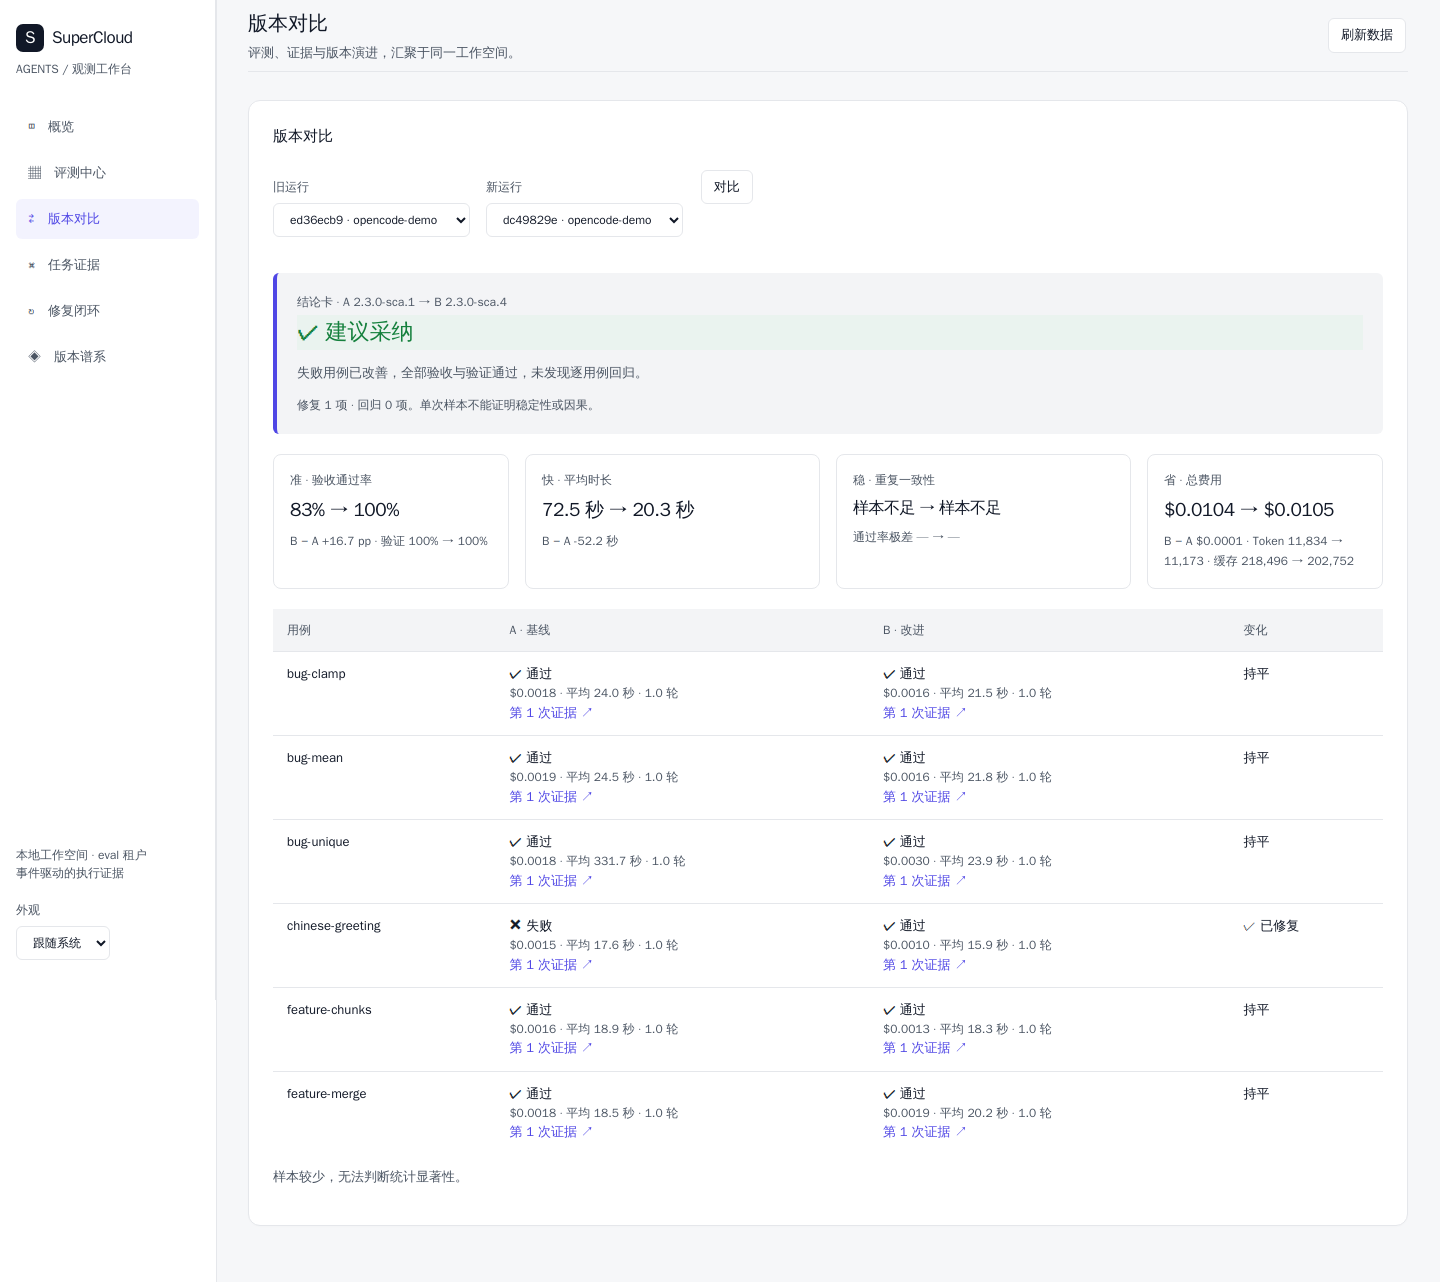 S SuperCloud
AGENTS / 观测工作台
概览
评测中心
版本对比
任务证据
修复闭环
版本谱系
本地工作空间 · eval 租户
事件驱动的执行证据
外观
跟随系统
版本对比
评测、证据与版本演进，汇聚于同一工作空间。
刷新数据
版本对比
旧运行
新运行
对比
ed36ecb9 · opencode-demo
dc49829e · opencode-demo
结论卡 · A 2.3.0-sca.1 → B 2.3.0-sca.4
✓ 建议采纳
失败用例已改善，全部验收与验证通过，未发现逐用例回归。
修复 1 项 · 回归 0 项。单次样本不能证明稳定性或因果。
准 · 验收通过率
83% → 100%
B − A +16.7 pp · 验证 100% → 100%
快 · 平均时长
72.5 秒 → 20.3 秒
B − A -52.2 秒
稳 · 重复一致性
样本不足 → 样本不足
通过率极差 — → —
省 · 总费用
$0.0104 → $0.0105
B − A $0.0001 · Token 11,834 →
11,173 · 缓存 218,496 → 202,752
用例 A · 基线 B · 改进 变化
bug-clamp ✓ 通过 ✓ 通过 持平
$0.0018 · 平均 24.0 秒 · 1.0 轮 $0.0016 · 平均 21.5 秒 · 1.0 轮
第 1 次证据 ↗ 第 1 次证据 ↗
bug-mean ✓ 通过 ✓ 通过 持平
$0.0019 · 平均 24.5 秒 · 1.0 轮 $0.0016 · 平均 21.8 秒 · 1.0 轮
第 1 次证据 ↗ 第 1 次证据 ↗
bug-unique ✓ 通过 ✓ 通过 持平
$0.0018 · 平均 331.7 秒 · 1.0 轮 $0.0030 · 平均 23.9 秒 · 1.0 轮
第 1 次证据 ↗ 第 1 次证据 ↗
chinese-greeting ✖ 失败 ✓ 通过 ✓ 已修复
$0.0015 · 平均 17.6 秒 · 1.0 轮 $0.0010 · 平均 15.9 秒 · 1.0 轮
第 1 次证据 ↗ 第 1 次证据 ↗
feature-chunks ✓ 通过 ✓ 通过 持平
$0.0016 · 平均 18.9 秒 · 1.0 轮 $0.0013 · 平均 18.3 秒 · 1.0 轮
第 1 次证据 ↗ 第 1 次证据 ↗
feature-merge ✓ 通过 ✓ 通过 持平
$0.0018 · 平均 18.5 秒 · 1.0 轮 $0.0019 · 平均 20.2 秒 · 1.0 轮
第 1 次证据 ↗ 第 1 次证据 ↗
样本较少，无法判断统计显著性。